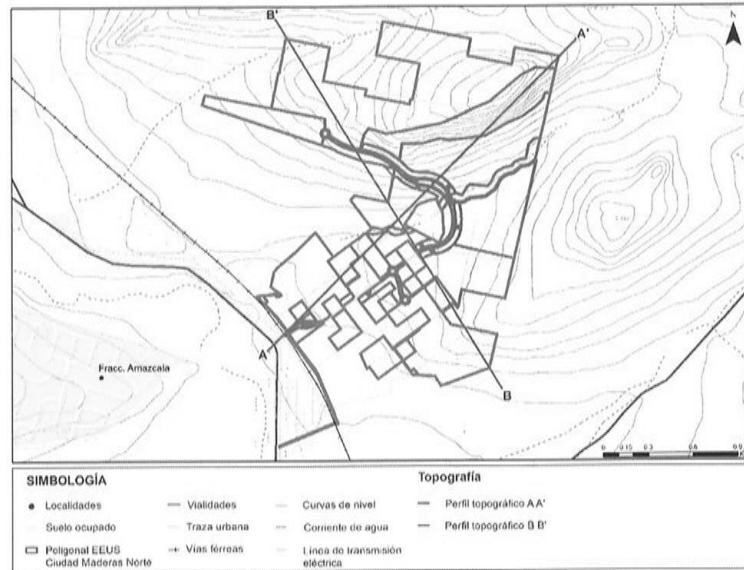 B'
A'
A
Fracc. Amazcala
B
0 0.15 0.3 0.6 0.9
SIMBOLOGÍA
Localidades
Suelo ocupado
Poligonal EEUS
Ciudad Maderas Norte
Vialidades
Traza urbana
Vías férreas
Curvas de nivel
Corriente de agua
Línea de transmisión
eléctrica
Topografía
Perfil topográfico A A'
Perfil topográfico B B'